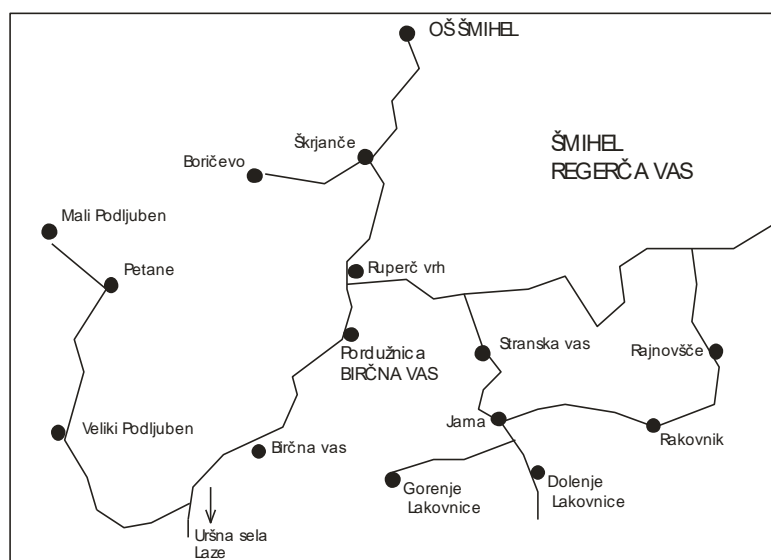 OŠ ŠMIHEL
Škrjanče
Boričevo
ŠMIHEL
REGERČA VAS
Mali Podljuben
Petane
Ruperč vrh
Pordužnica
BIRČNA VAS
Stranska vas
Rajnovšče
Veliki Podljuben
Birčna vas
Jama
Rakovnik
Gorenje
Lakovnice
Dolenje
Lakovnice
Uršna sela
Laze